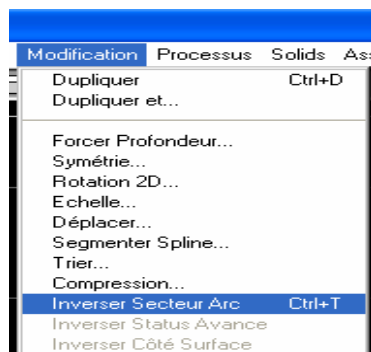 Modification Processus Solids As
Dupliquer Ctrl+D
Dupliquer et...
Forcer Profondeur...
Symétrie...
Rotation 2D...
Echelle...
Déplacer...
Segmenter Spline...
Trier...
Compression...
Inverser Secteur Arc Ctrl+T
Inverser Status Avance
Inverser Côté Surface